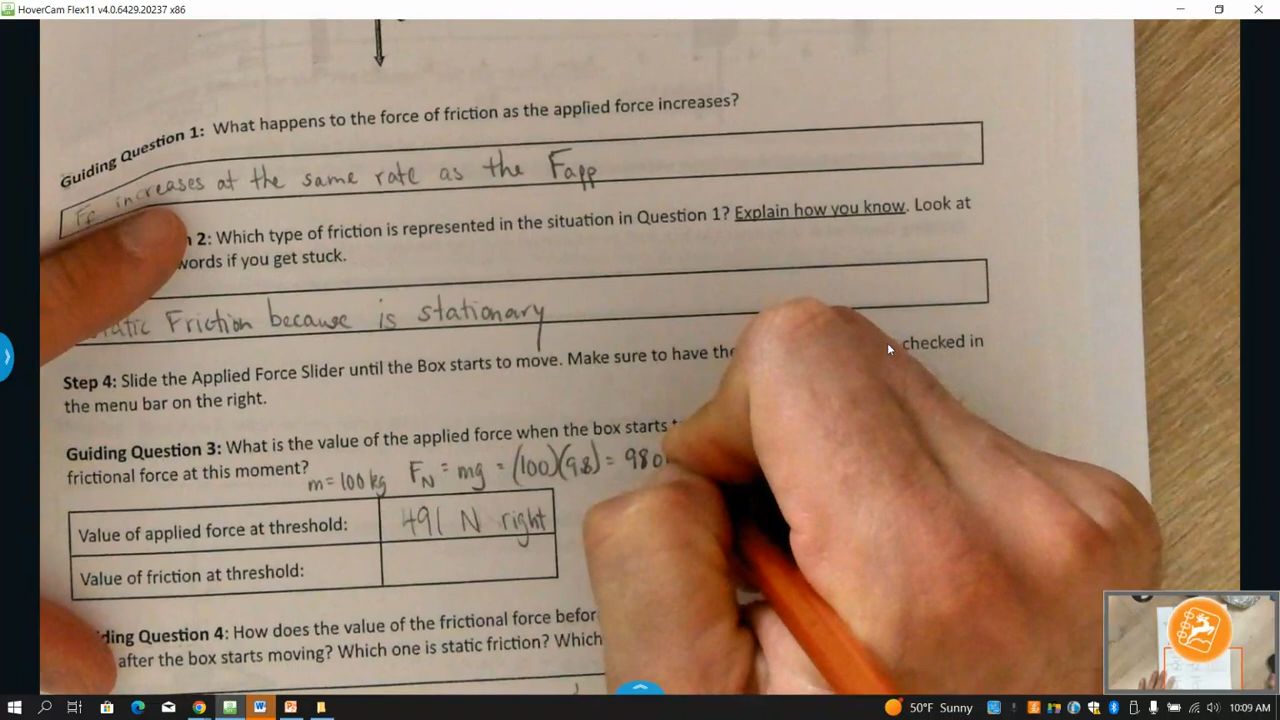 HoverCam Flex11 v4.0.6429.20237 x86
Guiding Question 1: What happens to the force of friction as the applied force increases?
increases at the same rate as the Fapp
2: Which type of friction is represented in the situation in Question 1? Explain how you know. Look at
words if you get stuck.
Static Friction because is stationary
Step 4: Slide the Applied Force Slider until the Box starts to move. Make sure to have the checked in
the menu bar on the right.
Guiding Question 3: What is the value of the applied force when the box starts
frictional force at this moment?
m = 100 kg FN = mg = (100)(9.8) = 980
Value of applied force at threshold: 491 N right
Value of friction at threshold:
ding Question 4: How does the value of the frictional force befor
after the box starts moving? Which one is static friction? Which
50°F Sunny
10:09 AM